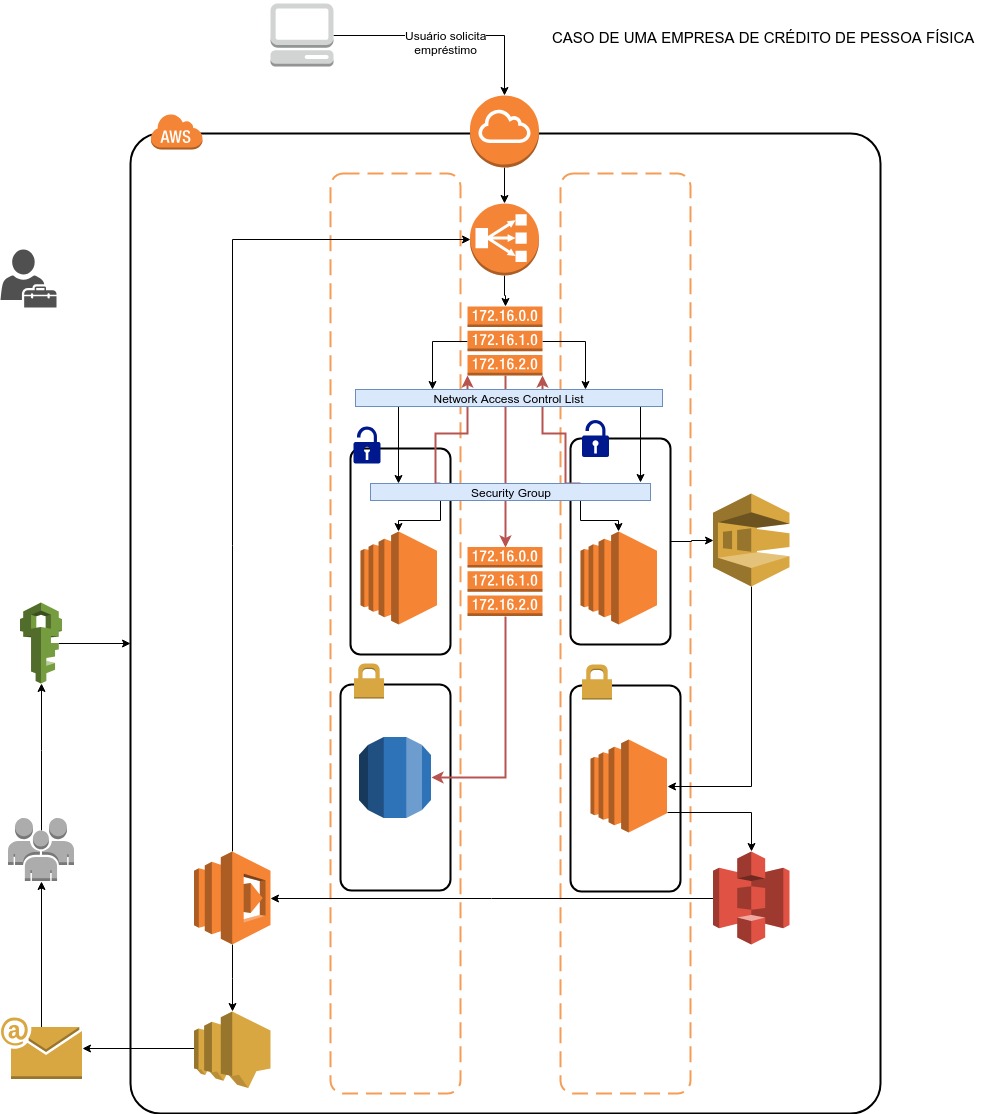 Usuário solicita
empréstimo
CASO DE UMA EMPRESA DE CRÉDITO DE PESSOA FÍSICA
AWS
172.16.0.0
172.16.1.0
172.16.2.0
Network Access Control List
Security Group
172.16.0.0
172.16.1.0
172.16.2.0
@